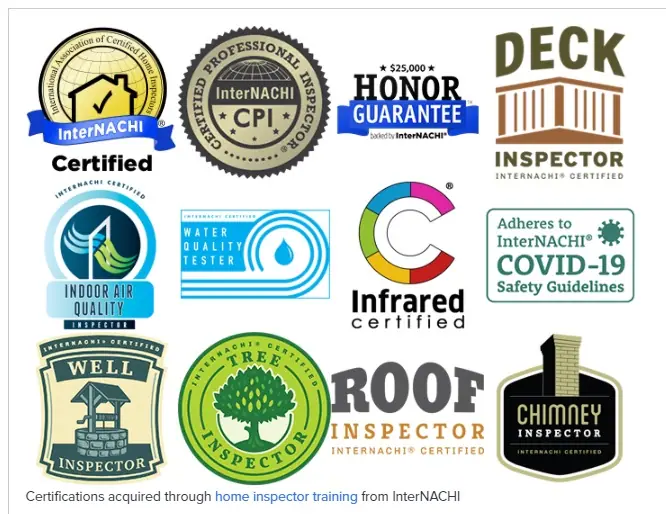 International Association of Certified Home Inspectors
InterNACHI®
Certified
CERTIFIED PROFESSIONAL INSPECTOR
InterNACHI
CPI
®
★ $25,000 ★
HONOR
GUARANTEE™
backed by InterNACHI®
DECK
INSPECTOR
INTERNACHI® CERTIFIED
INTERNACHI CERTIFIED
INDOOR AIR
QUALITY
INSPECTOR
INTERNACHI CERTIFIED
WATER
QUALITY
TESTER
®
Infrared
certified
Adheres to
InterNACHI®
COVID-19
Safety Guidelines
INTERNACHI® CERTIFIED
WELL
INSPECTOR
INTERNACHI® CERTIFIED
TREE
INSPECTOR
ROOF
INSPECTOR
INTERNACHI® CERTIFIED
CHIMNEY
INSPECTOR
INTERNACHI CERTIFIED
Certifications acquired through home inspector training from InterNACHI